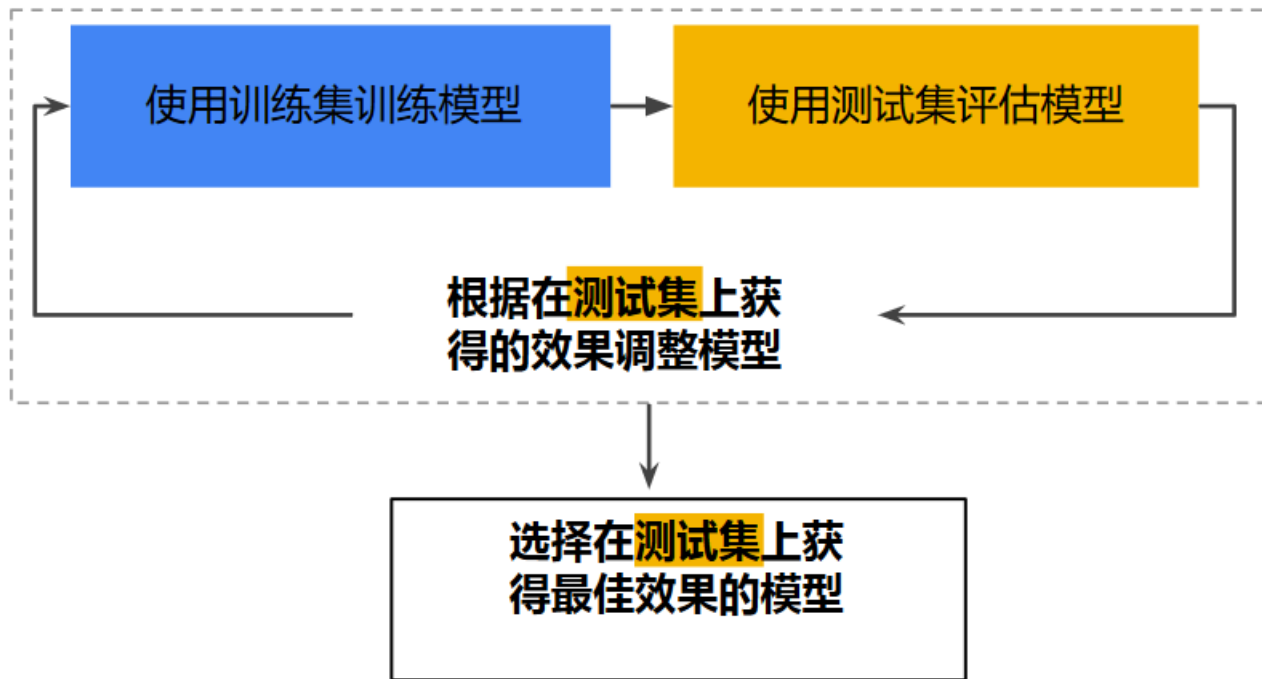 使用训练集训练模型
使用测试集评估模型
根据在测试集上获
得的效果调整模型
选择在测试集上获
得最佳效果的模型